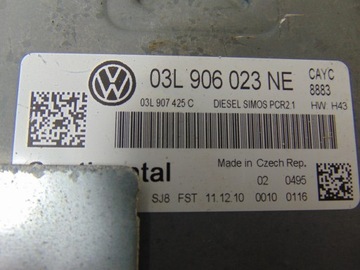 03L 906 023 NE
CAYC
8883
03L 907 425 C
DIESEL SIMOS PCR2.1
HW H43
Made in Czech Rep.
02 0495
SJ8 FST 11.12.10 0010 0116